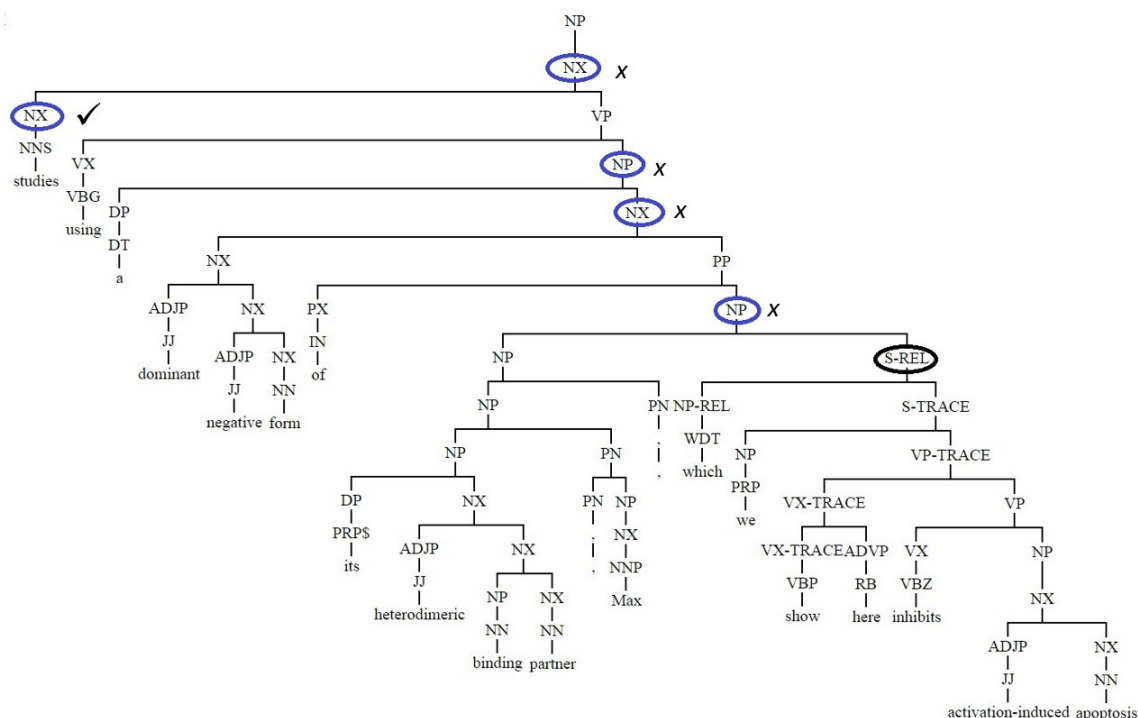 NP
NX x
NX ✓ VP
NNS VX NP x
studies VBG DP NX x
using DT NX PP
a ADJP NX PX NP x
JJ ADJP NX IN NP S-REL
dominant JJ NN of NP PN NP-REL S-TRACE
negative form NP PN , WDT NP VP-TRACE
DP NX PN NP , which PRP VX-TRACE VP
PRP$ ADJP NX , NX we VX-TRACE ADVP VX NP
its JJ NP NX , NNP VBP RB VBZ NX
heterodimeric NN NN Max show here inhibits ADJP NX
binding partner JJ NN
activation-induced apoptosis